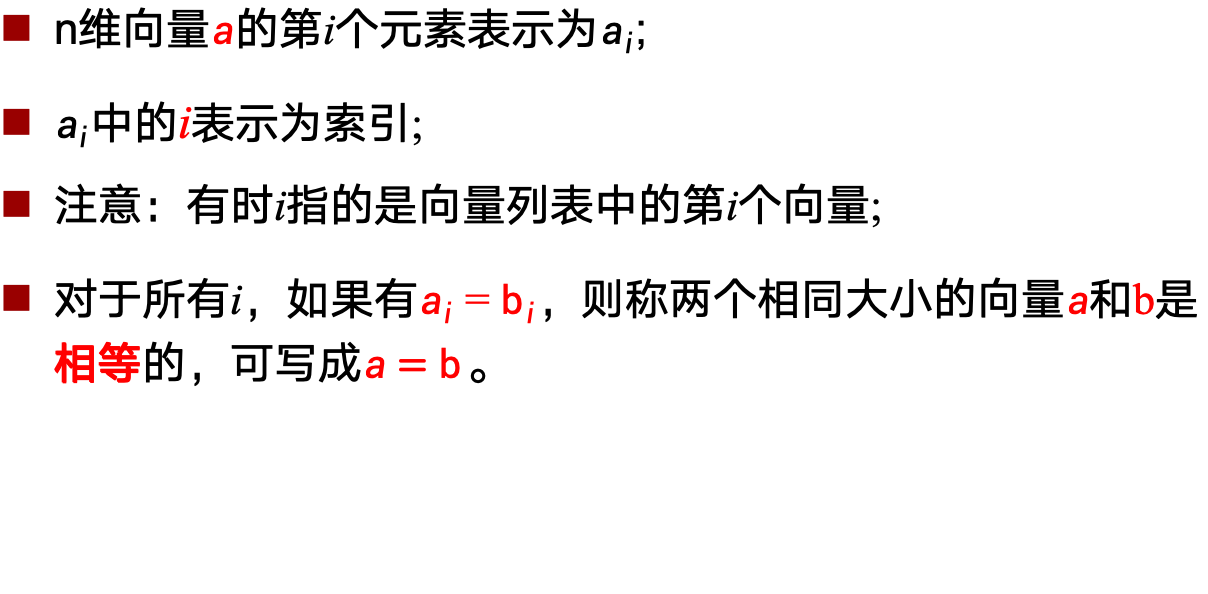 n维向量a的第i个元素表示为aᵢ;
aᵢ中的i表示为索引;
注意：有时i指的是向量列表中的第i个向量;
对于所有i，如果有aᵢ = bᵢ，则称两个相同大小的向量a和b是
相等的，可写成a = b。